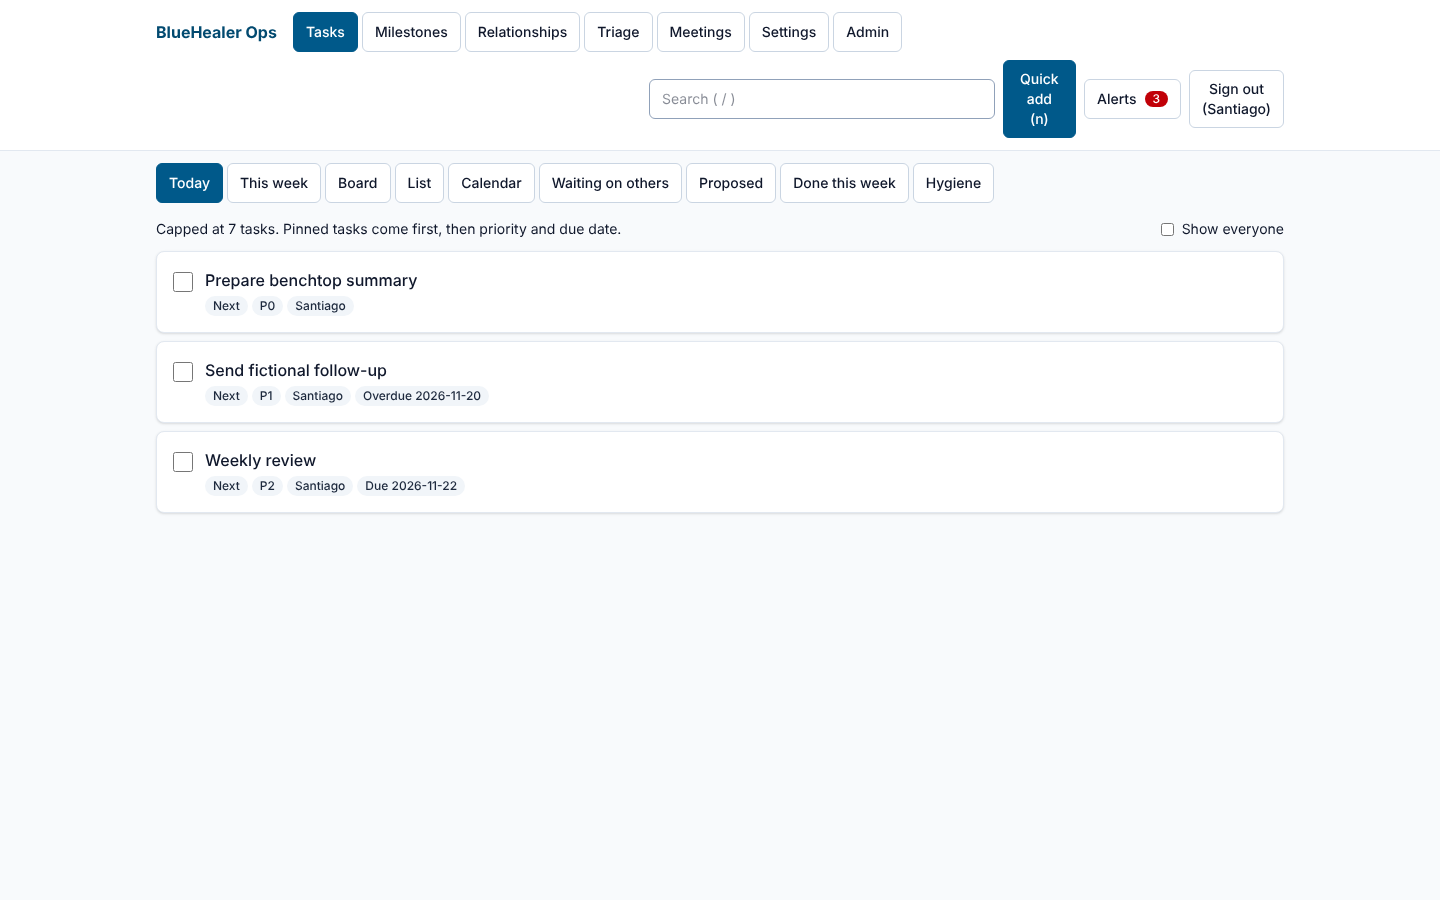 BlueHealer Ops Tasks Milestones Relationships Triage Meetings Settings Admin
Search ( / )
Quick
add
(n)
Alerts 3
Sign out
(Santiago)
Today This week Board List Calendar Waiting on others Proposed Done this week Hygiene
Capped at 7 tasks. Pinned tasks come first, then priority and due date.
Show everyone
Prepare benchtop summary
Next P0 Santiago
Send fictional follow-up
Next P1 Santiago Overdue 2026-11-20
Weekly review
Next P2 Santiago Due 2026-11-22